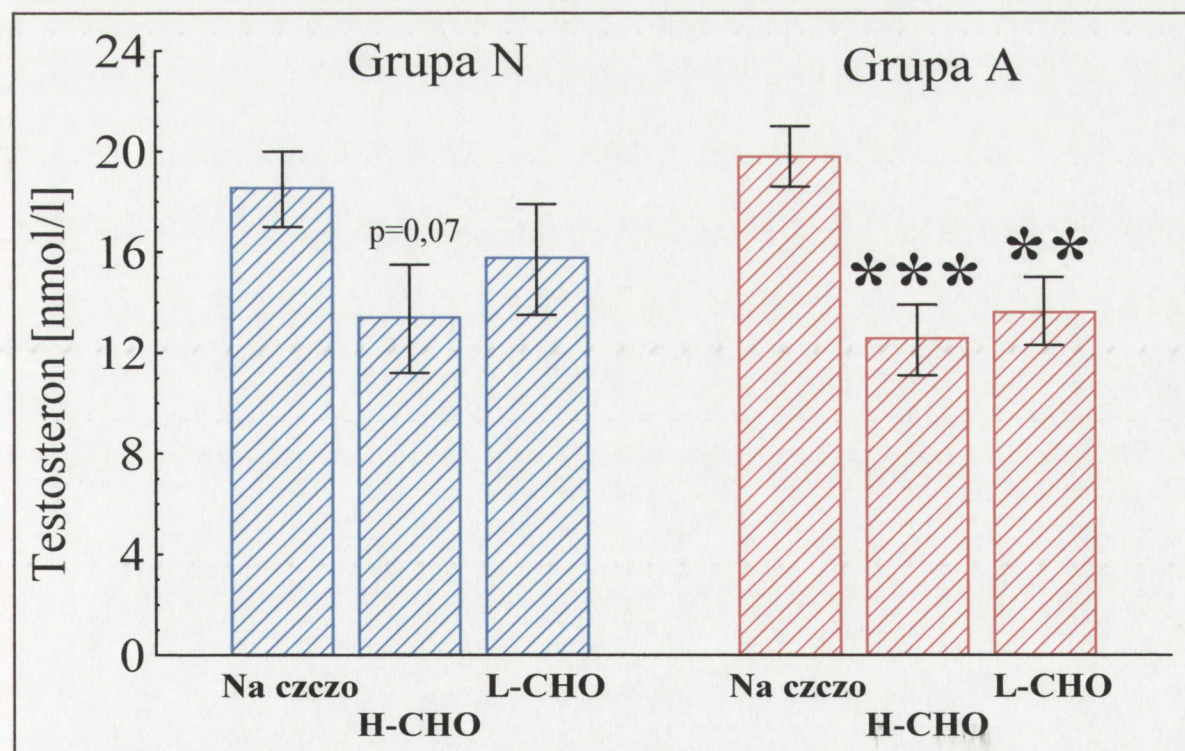 Grupa N
Grupa A
Testosteron [nmol/l]
24
20
16
12
8
4
0
p=0,07
***
**
Na czczo
H-CHO
L-CHO
Na czczo
H-CHO
L-CHO